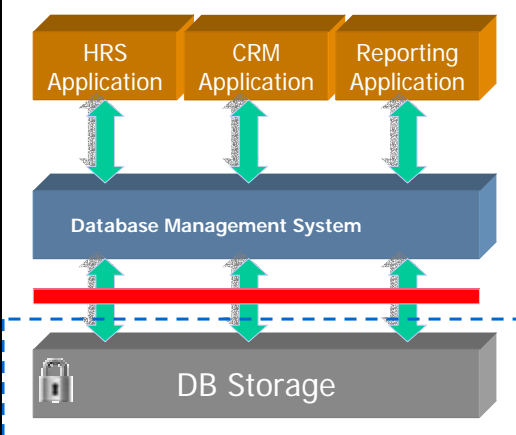 HRS
Application
CRM
Application
Reporting
Application
Database Management System
DB Storage